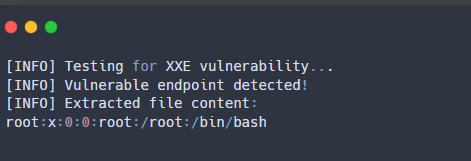 [INFO] Testing for XXE vulnerability...
[INFO] Vulnerable endpoint detected!
[INFO] Extracted file content:
root:x:0:0:root:/root:/bin/bash